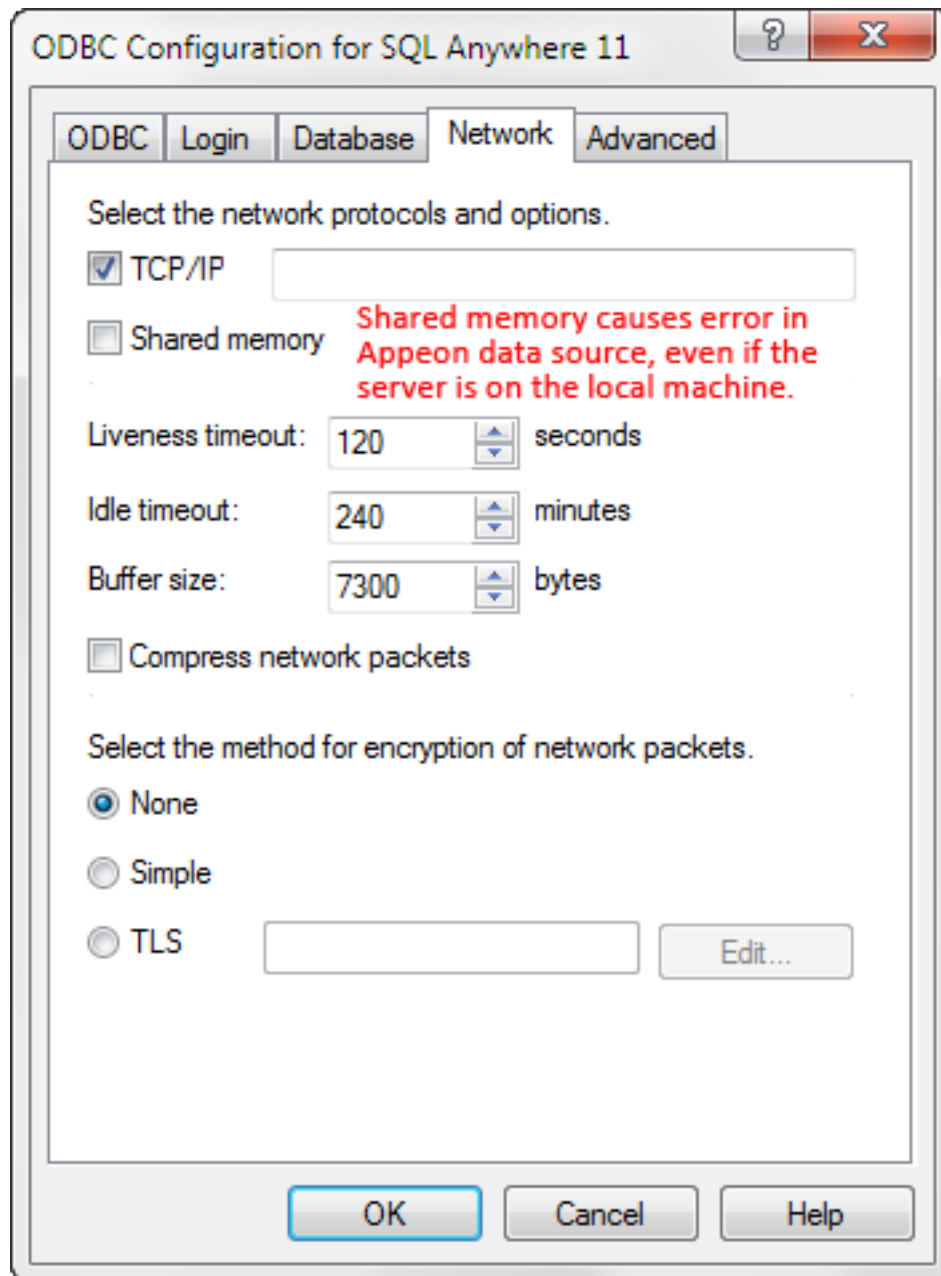 ODBC Configuration for SQL Anywhere 11
ODBC Login Database Network Advanced
Select the network protocols and options.
TCP/IP
Shared memory
Shared memory causes error in
Appeon data source, even if the
server is on the local machine.
Liveness timeout: 120 seconds
Idle timeout: 240 minutes
Buffer size: 7300 bytes
Compress network packets
Select the method for encryption of network packets.
None
Simple
TLS Edit...
OK Cancel Help